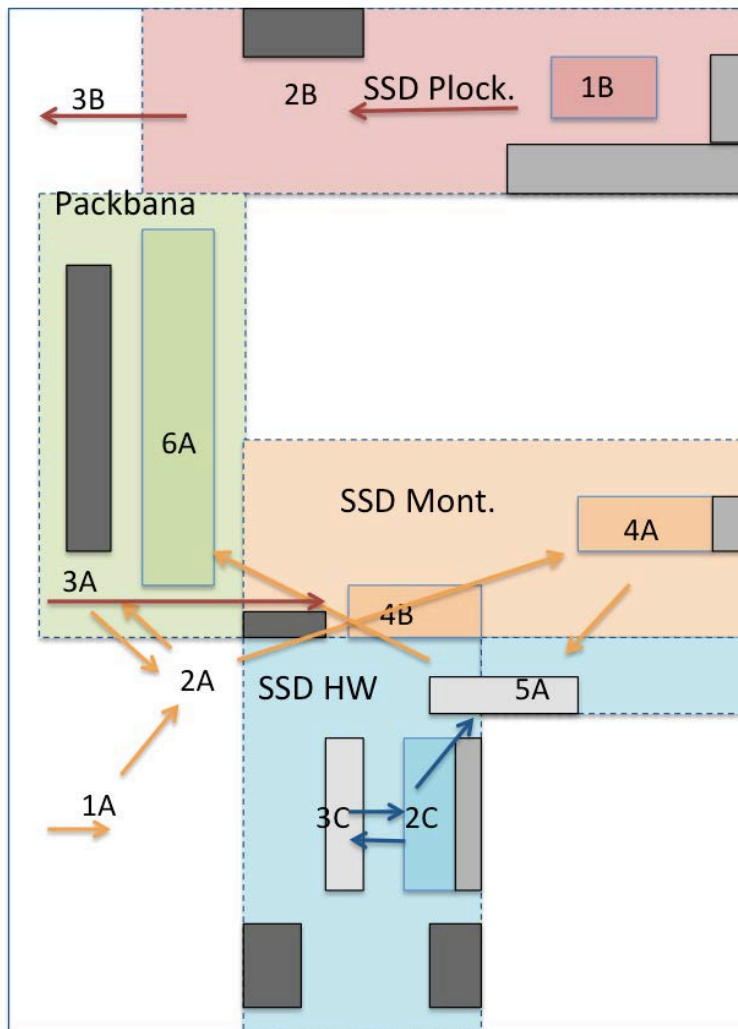 3B
2B
SSD Plock.
1B
Packbana
6A
SSD Mont.
4A
3A
4B
2A
SSD HW
5A
1A
3C
2C